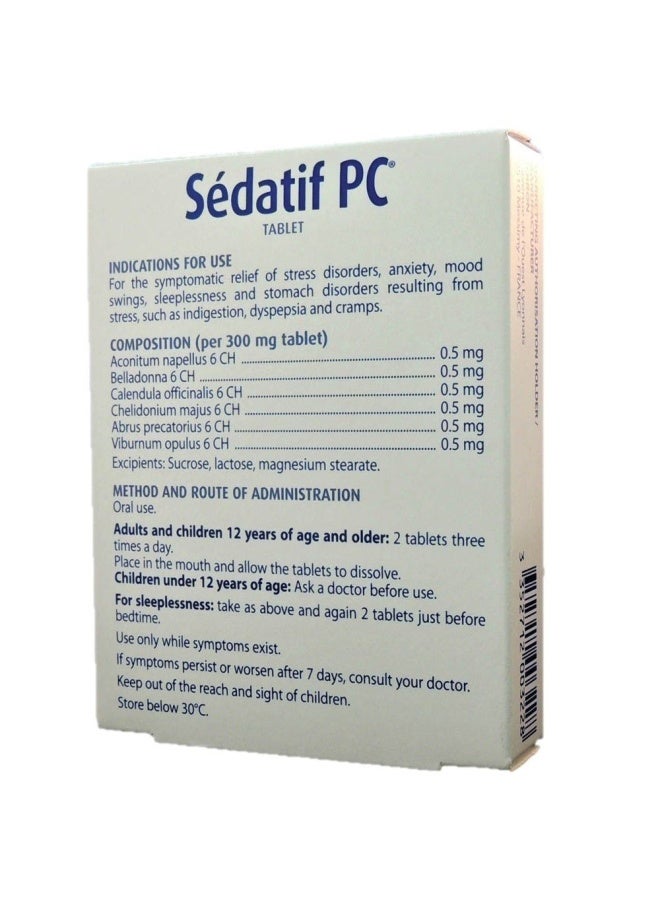 Sédatif PC®
TABLET
INDICATIONS FOR USE
For the symptomatic relief of stress disorders, anxiety, mood
swings, sleeplessness and stomach disorders resulting from
stress, such as indigestion, dyspepsia and cramps.
COMPOSITION (per 300 mg tablet)
Aconitum napellus 6 CH ........ 0.5 mg
Belladonna 6 CH ........ 0.5 mg
Calendula officinalis 6 CH ........ 0.5 mg
Chelidonium majus 6 CH ........ 0.5 mg
Abrus precatorius 6 CH ........ 0.5 mg
Viburnum opulus 6 CH ........ 0.5 mg
Excipients: Sucrose, lactose, magnesium stearate.
METHOD AND ROUTE OF ADMINISTRATION
Oral use.
Adults and children 12 years of age and older: 2 tablets three
times a day.
Place in the mouth and allow the tablets to dissolve.
Children under 12 years of age: Ask a doctor before use.
For sleeplessness: take as above and again 2 tablets just before
bedtime.
Use only while symptoms exist.
If symptoms persist or worsen after 7 days, consult your doctor.
Keep out of the reach and sight of children.
Store below 30°C.
AUTHORISATION HOLDER /
FRANCE